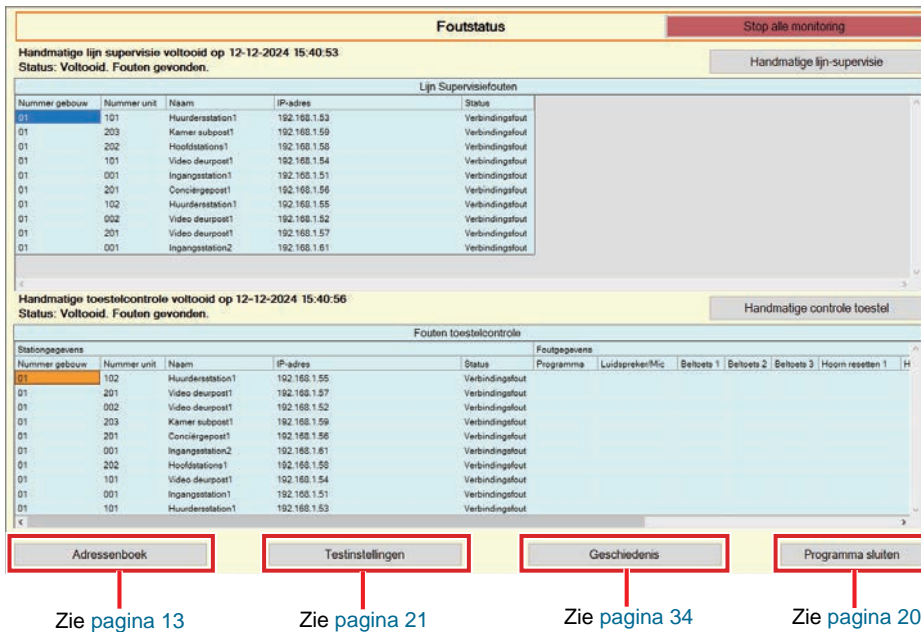 Foutstatus
Stop alle monitoring
Handmatige lijn supervisie voltooid op 12-12-2024 15:40:53
Status: Voltooid. Fouten gevonden.
Handmatige lijn-supervisie
Lijn Supervisiefouten
Nummer gebouw Nummer unit Naam IP-adres Status
01 101 Huurdersstation1 192.168.1.53 Verbindingsfout
01 203 Kamer subpost1 192.168.1.59 Verbindingsfout
01 202 Hoofdstations1 192.168.1.58 Verbindingsfout
01 101 Video deurpost1 192.168.1.54 Verbindingsfout
01 001 Ingangsstation1 192.168.1.51 Verbindingsfout
01 201 Conciërgepost1 192.168.1.56 Verbindingsfout
01 102 Huurdersstation1 192.168.1.55 Verbindingsfout
01 002 Video deurpost1 192.168.1.52 Verbindingsfout
01 201 Video deurpost1 192.168.1.57 Verbindingsfout
01 001 Ingangsstation2 192.168.1.61 Verbindingsfout
Handmatige toestelcontrole voltooid op 12-12-2024 15:40:56
Status: Voltooid. Fouten gevonden.
Handmatige controle toestel
Fouten toestelcontrole
Stationgegevens Foutgegevens
Nummer gebouw Nummer unit Naam IP-adres Status Programma Luidspreker/Mic Beltoets 1 Beltoets 2 Beltoets 3 Hoorn resetten 1 H
01 102 Huurdersstation1 192.168.1.55 Verbindingsfout
01 201 Video deurpost1 192.168.1.57 Verbindingsfout
01 002 Video deurpost1 192.168.1.52 Verbindingsfout
01 203 Kamer subpost1 192.168.1.59 Verbindingsfout
01 201 Conciërgepost1 192.168.1.56 Verbindingsfout
01 001 Ingangsstation2 192.168.1.61 Verbindingsfout
01 202 Hoofdstations1 192.168.1.58 Verbindingsfout
01 101 Video deurpost1 192.168.1.54 Verbindingsfout
01 001 Ingangsstation1 192.168.1.51 Verbindingsfout
01 101 Huurdersstation1 192.168.1.53 Verbindingsfout
Adressenboek Testinstellingen Geschiedenis Programma sluiten
Zie pagina 13 Zie pagina 21 Zie pagina 34 Zie pagina 20